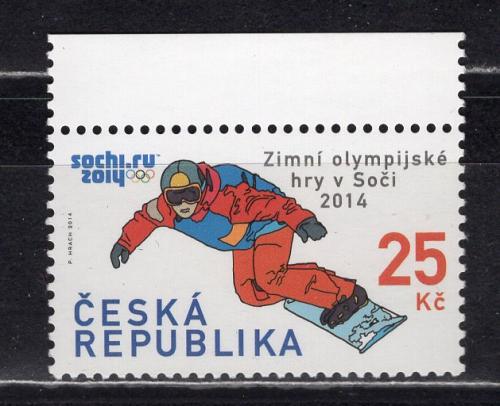 sochi.ru
2014
Zimní olympijské
hry v Soči
2014
P. HRACH 2014
25
Kč
ČESKÁ
REPUBLIKA